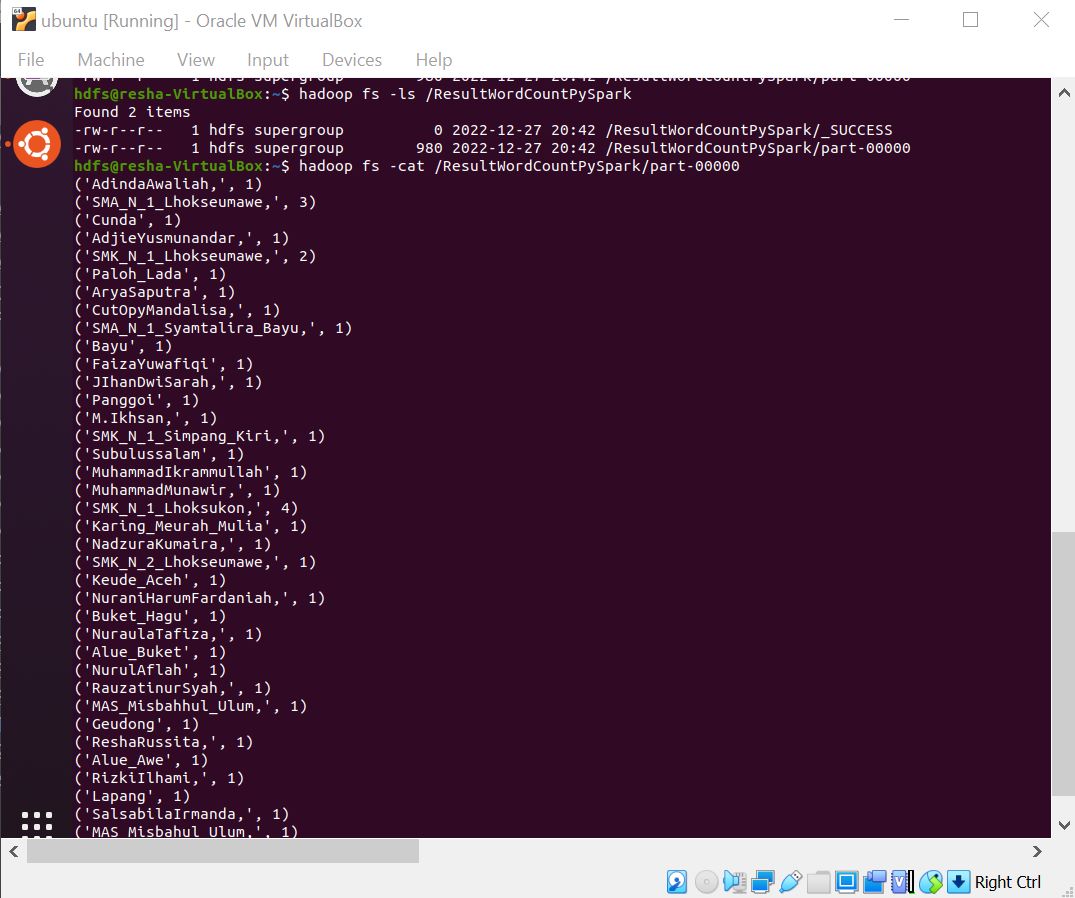 ubuntu [Running] - Oracle VM VirtualBox
File Machine View Input Devices Help
-rw-r--r-- 1 hdfs supergroup 980 2022-12-27 20:42 /ResultWordCountPySpark/part-00000
hdfs@resha-VirtualBox:~$ hadoop fs -ls /ResultWordCountPySpark
Found 2 items
-rw-r--r-- 1 hdfs supergroup 0 2022-12-27 20:42 /ResultWordCountPySpark/_SUCCESS
-rw-r--r-- 1 hdfs supergroup 980 2022-12-27 20:42 /ResultWordCountPySpark/part-00000
hdfs@resha-VirtualBox:~$ hadoop fs -cat /ResultWordCountPySpark/part-00000
('AdindaAwaliah,', 1)
('SMA_N_1_Lhokseumawe,', 3)
('Cunda', 1)
('AdjieYusmunandar,', 1)
('SMK_N_1_Lhokseumawe,', 2)
('Paloh_Lada', 1)
('AryaSaputra', 1)
('CutOpyMandalisa,', 1)
('SMA_N_1_Syamtalira_Bayu,', 1)
('Bayu', 1)
('FaizaYuwafiqi', 1)
('JIhanDwiSarah,', 1)
('Panggoi', 1)
('M.Ikhsan,', 1)
('SMK_N_1_Simpang_Kiri,', 1)
('Subulussalam', 1)
('MuhammadIkrammullah', 1)
('MuhammadMunawir,', 1)
('SMK_N_1_Lhoksukon,', 4)
('Karing_Meurah_Mulia', 1)
('NadzuraKumaira,', 1)
('SMK_N_2_Lhokseumawe,', 1)
('Keude_Aceh', 1)
('NuraniHarumFardaniah,', 1)
('Buket_Hagu', 1)
('NuraulaTafiza,', 1)
('Alue_Buket', 1)
('NurulAflah', 1)
('RauzatinurSyah,', 1)
('MAS_Misbahhul_Ulum,', 1)
('Geudong', 1)
('ReshaRussita,', 1)
('Alue_Awe', 1)
('RizkiIlhami,', 1)
('Lapang', 1)
('SalsabilaIrmanda,', 1)
('MAS_Misbahul_Ulum,', 1)
Right Ctrl